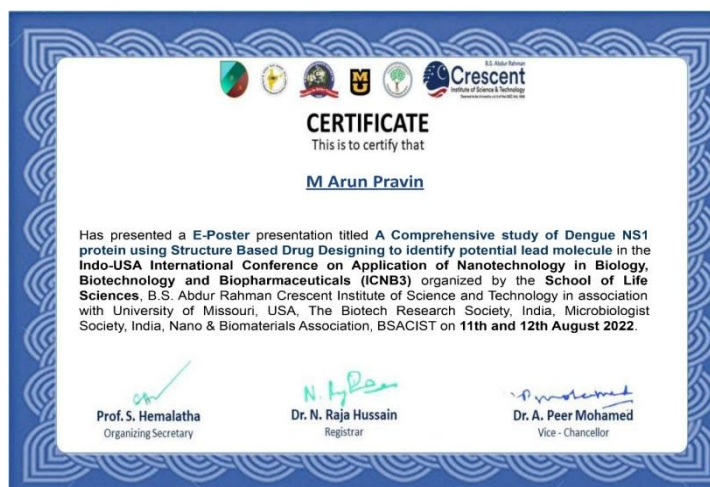 B.S. Abdur Rahman
Crescent
Institute of Science & Technology
MU
CERTIFICATE
This is to certify that
M Arun Pravin
Has presented a E-Poster presentation titled A Comprehensive study of Dengue NS1
protein using Structure Based Drug Designing to identify potential lead molecule in the
Indo-USA International Conference on Application of Nanotechnology in Biology,
Biotechnology and Biopharmaceuticals (ICNB3) organized by the School of Life
Sciences, B.S. Abdur Rahman Crescent Institute of Science and Technology in association
with University of Missouri, USA, The Biotech Research Society, India, Microbiologist
Society, India, Nano & Biomaterials Association, BSACIST on 11th and 12th August 2022.
Prof. S. Hemalatha
Organizing Secretary
Dr. N. Raja Hussain
Registrar
Dr. A. Peer Mohamed
Vice - Chancellor